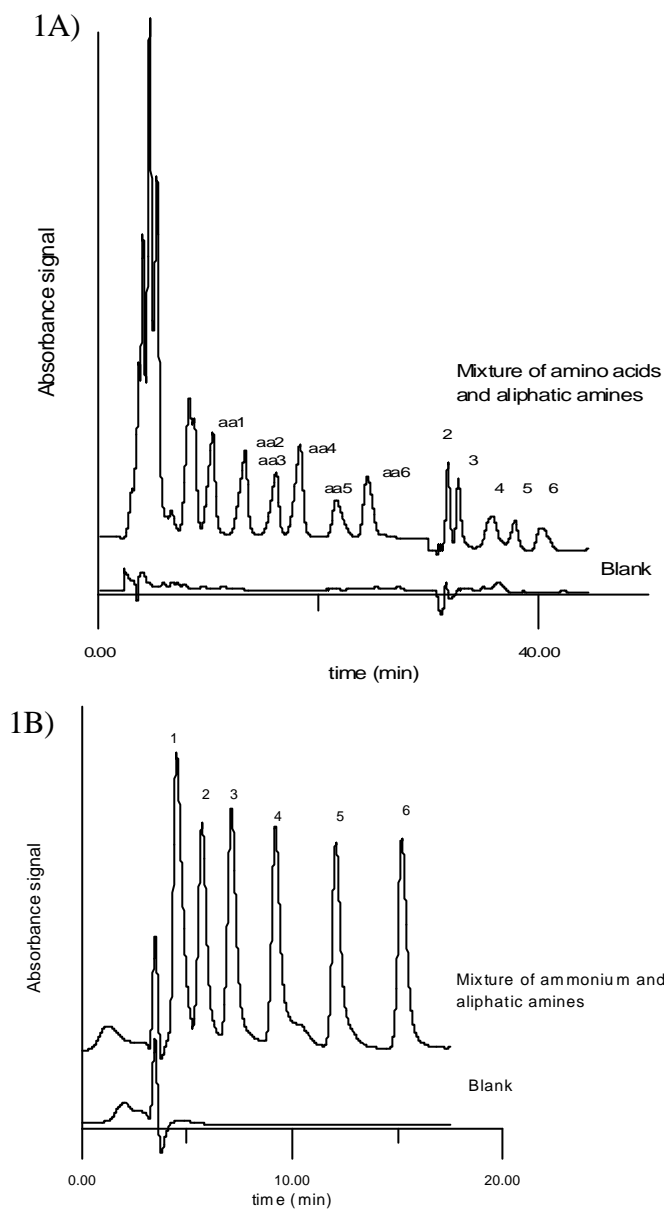 1A)
Absorbance signal
Mixture of amino acids
and aliphatic amines
aa1
aa2
aa3
aa4
aa5
aa6
2
3
4
5
6
Blank
0.00
40.00
time (min)
1B)
Absorbance signal
1
2
3
4
5
6
Mixture of ammonium and
aliphatic amines
Blank
0.00
10.00
20.00
time (min)